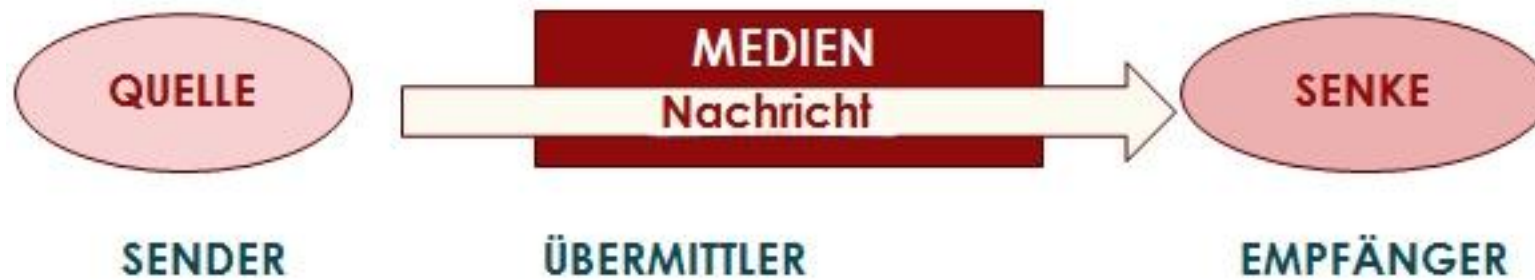 QUELLE
MEDIEN
Nachricht
SENKE
SENDER
ÜBERMITTLER
EMPFÄNGER